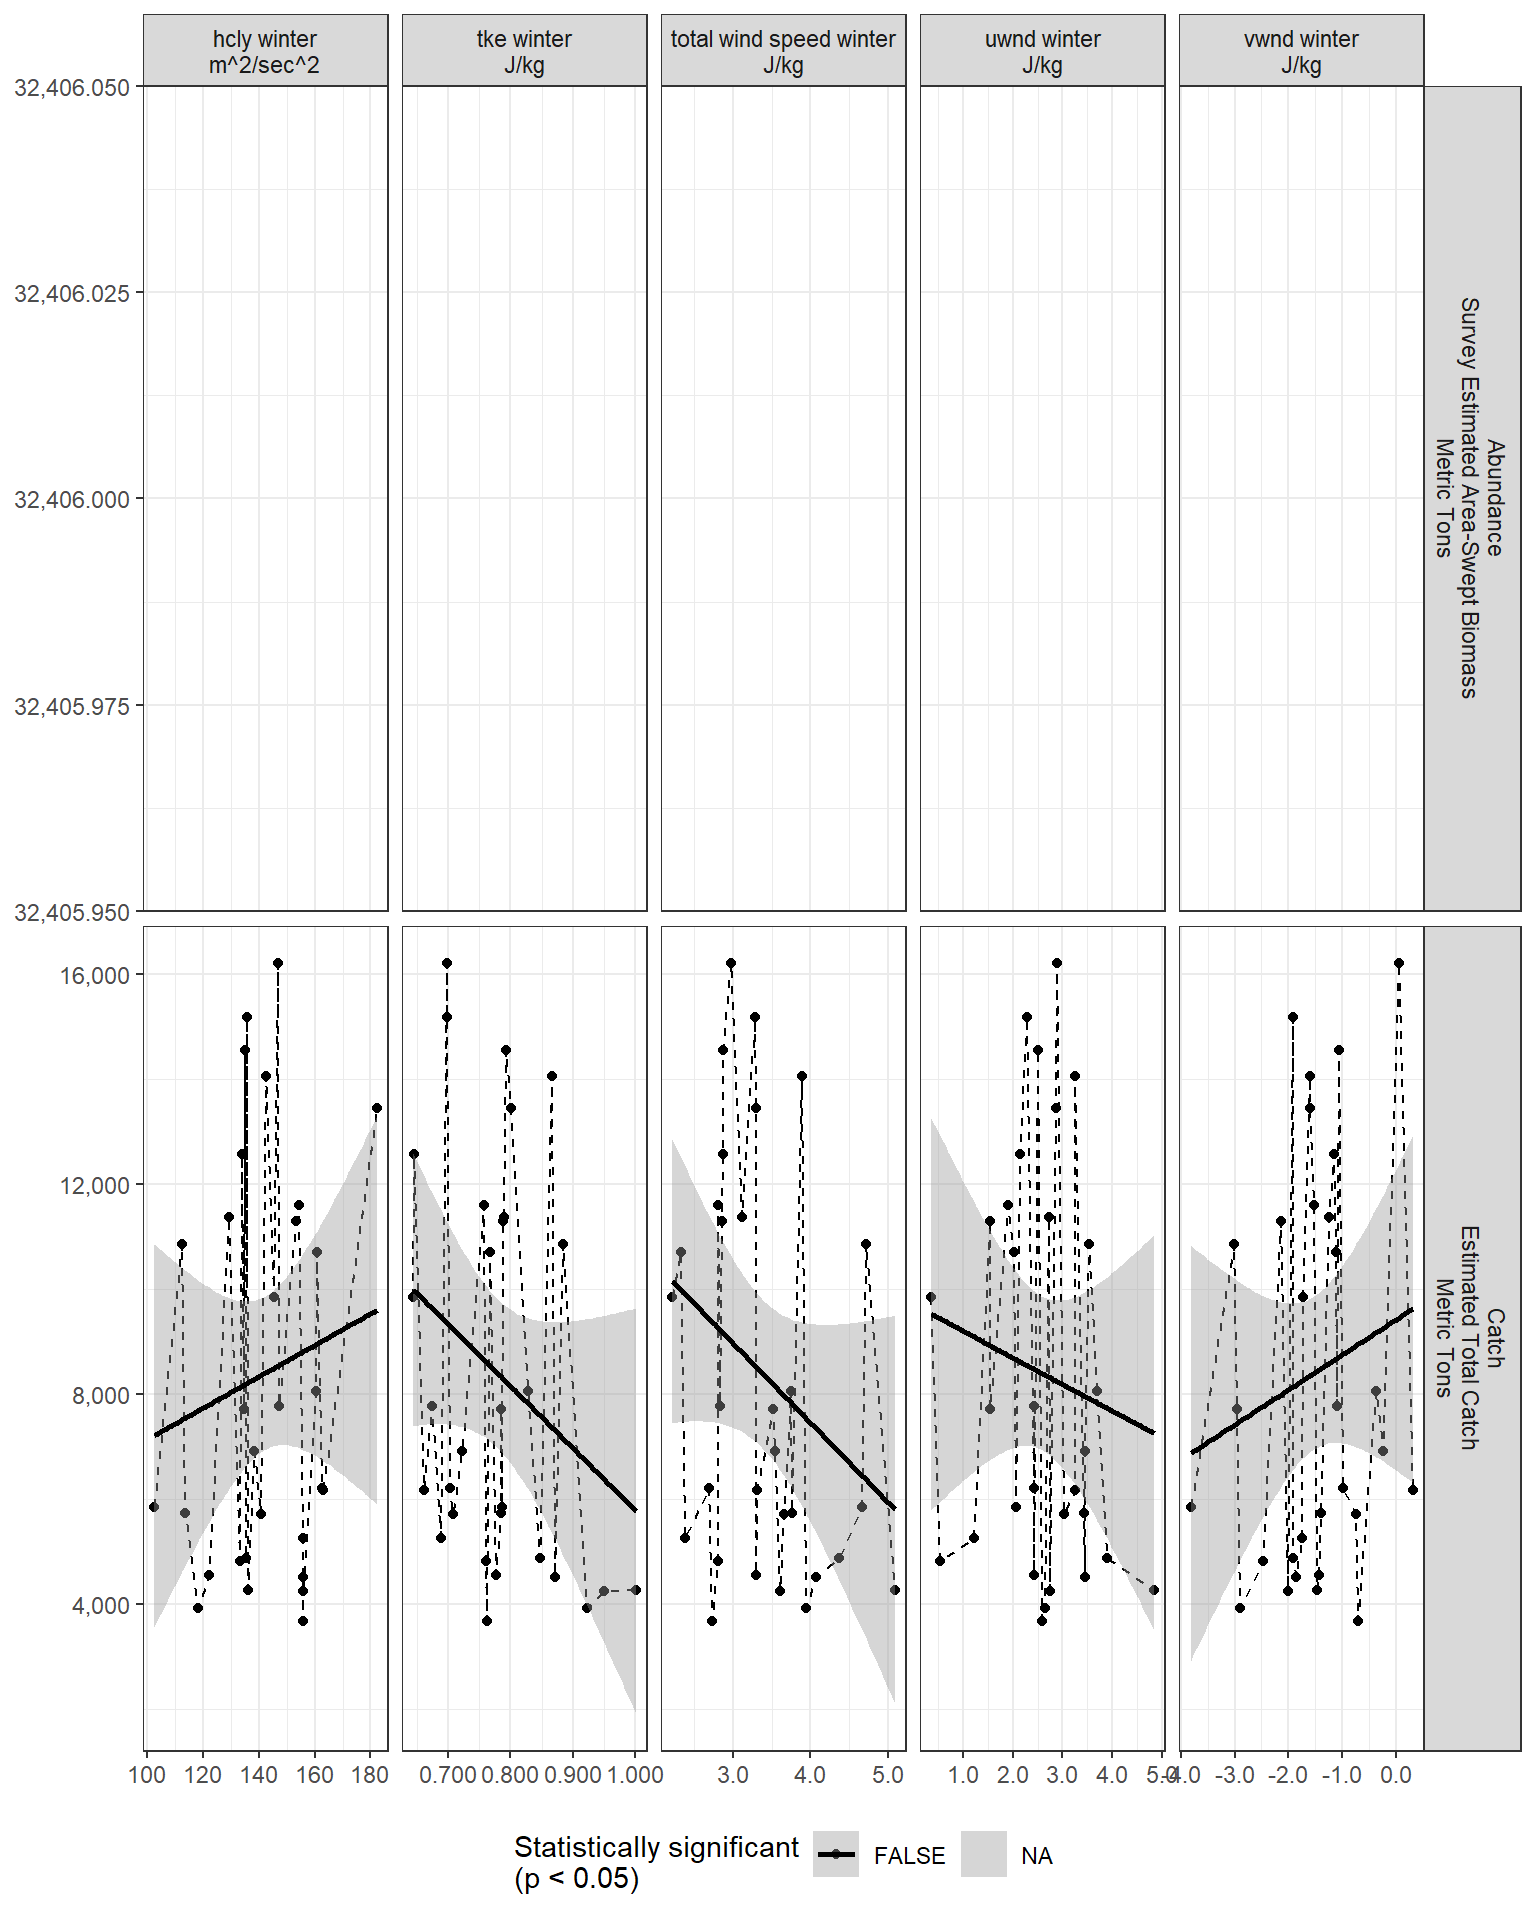 hcly winter
m^2/sec^2
tke winter
J/kg
total wind speed winter
J/kg
uwnd winter
J/kg
vwnd winter
J/kg
32,406.050
32,406.025
32,406.000
32,405.975
32,405.950
Abundance
Survey Estimated Area-Swept Biomass
Metric Tons
16,000
12,000
8,000
4,000
Catch
Estimated Total Catch
Metric Tons
100 120 140 160 180
0.700 0.800 0.900 1.000
3.0 4.0 5.0
1.0 2.0 3.0 4.0 5.0
-4.0 -3.0 -2.0 -1.0 0.0
Statistically significant
(p < 0.05)
FALSE
NA